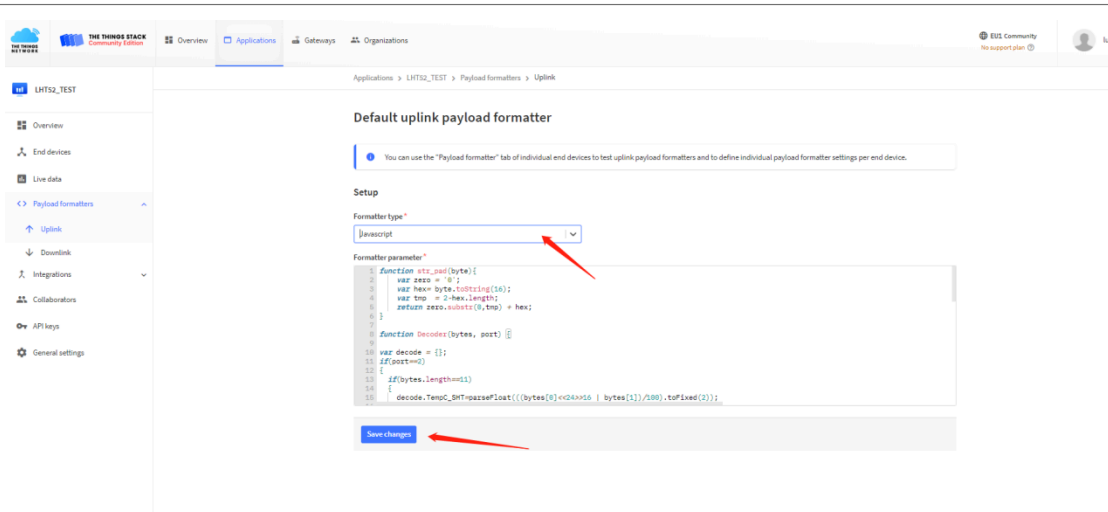 THE THINGS NETWORK
THE THINGS STACK
Community Edition
Overview
Applications
Gateways
Organizations
EU1 Community
No support plan
LHT52_TEST
Overview
End devices
Live data
Payload formatters
Uplink
Downlink
Integrations
Collaborators
API keys
General settings
Applications > LHT52_TEST > Payload formatters > Uplink
Default uplink payload formatter
You can use the "Payload formatter" tab of individual end devices to test uplink payload formatters and to define individual payload formatter settings per end device.
Setup
Formatter type *
Javascript
Formatter parameter *
1 function str_pad(byte){
2 var zero = '0';
3 var hex= byte.toString(16);
4 var tmp = 2-hex.length;
5 return zero.substr(0,tmp) + hex;
6 }
7
8 function Decoder(bytes, port) {
9
10 var decode = {};
11 if(port==2)
12 {
13 if(bytes.length==11)
14 {
15 decode.TempC_SHT=parseFloat(((bytes[0]<<24>>16 | bytes[1])/100).toFixed(2));
Save changes